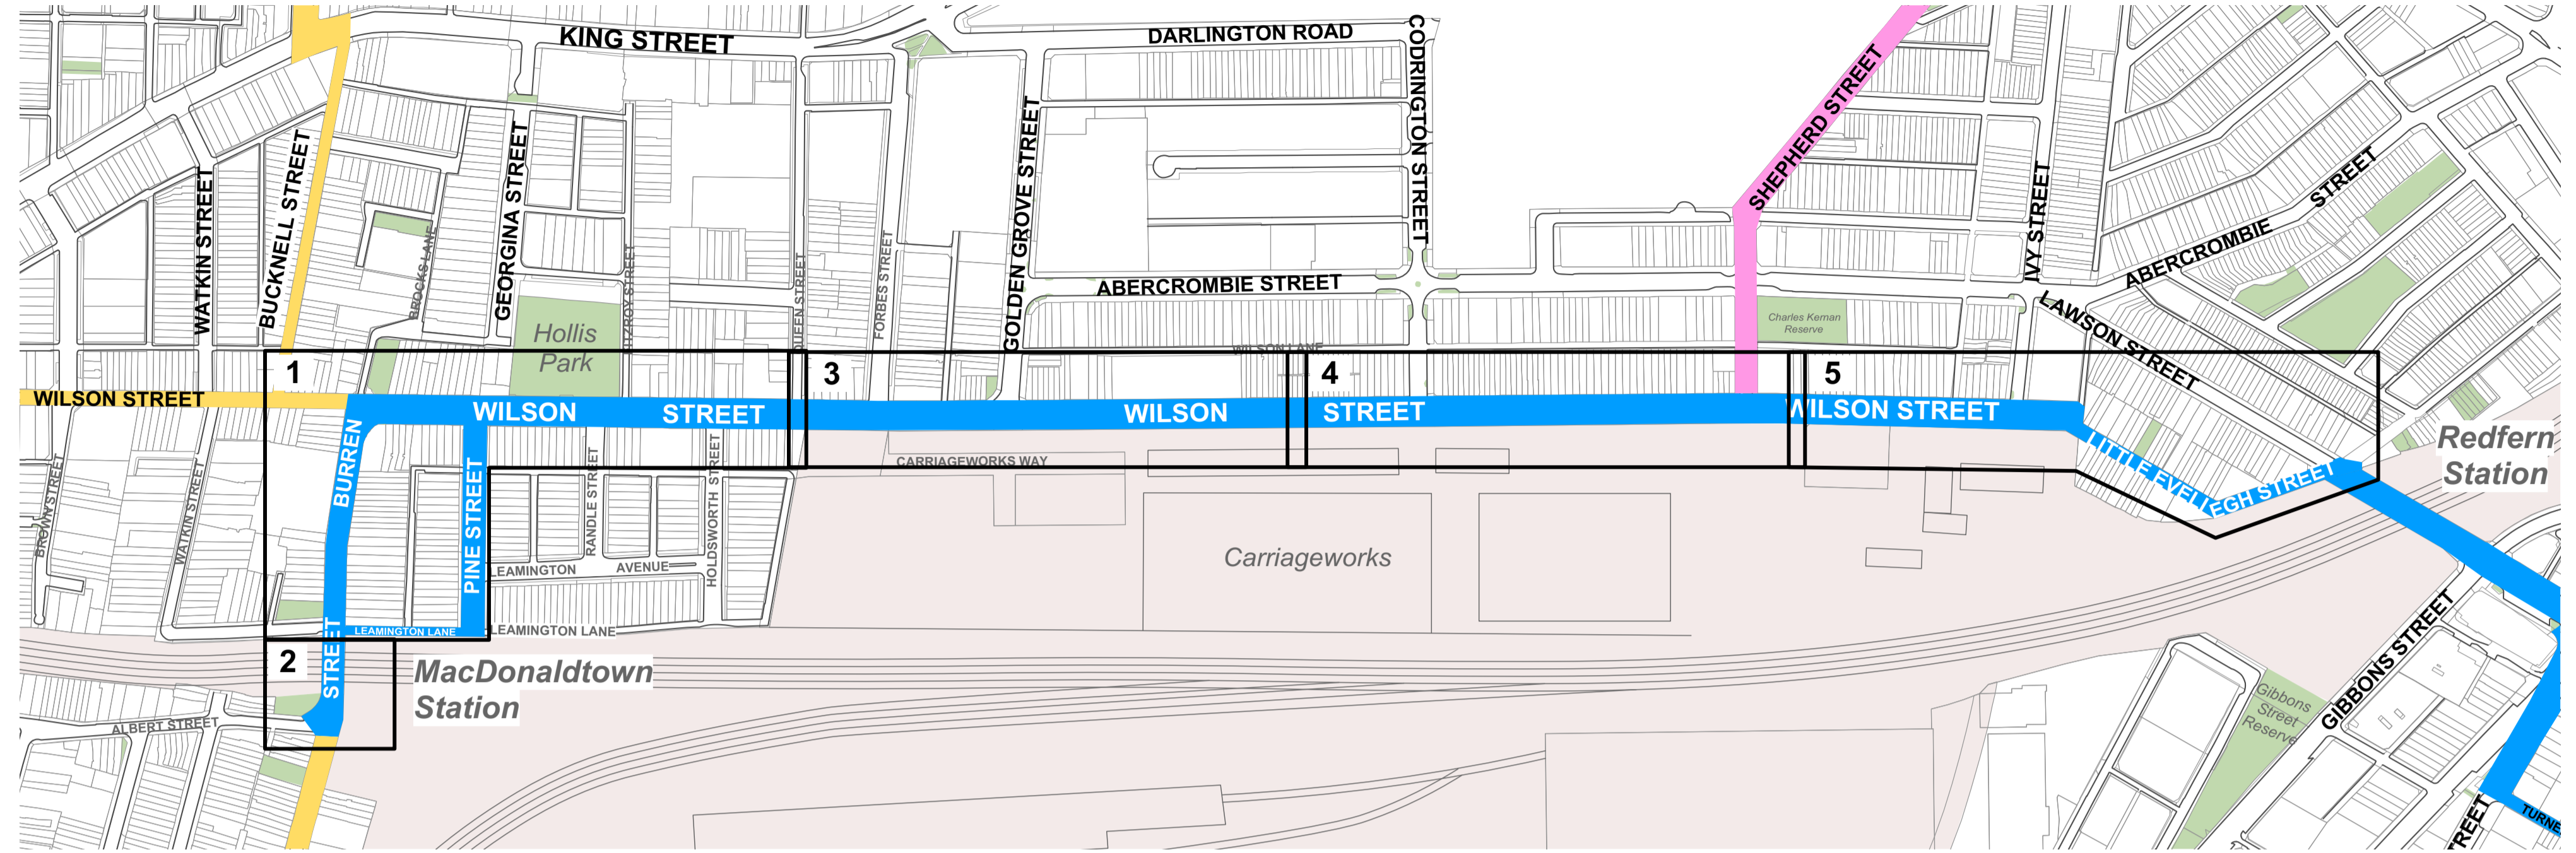 KING STREET
DARLINGTON ROAD
CODRINGTON STREET
SHEPHERD STREET
WATKIN STREET
BUCKNELL STREET
BROCKS LANE
GEORGINA STREET
Hollis
Park
FITZROY STREET
QUEEN STREET
FORBES STREET
GOLDEN GROVE STREET
ABERCROMBIE STREET
WILSON LANE
Charles Kernan
Reserve
IVY STREET
ABERCROMBIE STREET
LAWSON STREET
1
3
4
5
WILSON STREET
WILSON STREET
WILSON STREET
WILSON STREET
LITTLE EVELEIGH STREET
Redfern
Station
BROWN STREET
WATKIN STREET
BURREN STREET
PINE STREET
RANDLE STREET
HOLDSWORTH STREET
CARRIAGEWORKS WAY
Carriageworks
LEAMINGTON AVENUE
LEAMINGTON LANE
LEAMINGTON LANE
2
MacDonaldtown
Station
ALBERT STREET
GIBBONS STREET
Gibbons
Street
Reserve
TREET
TURNE